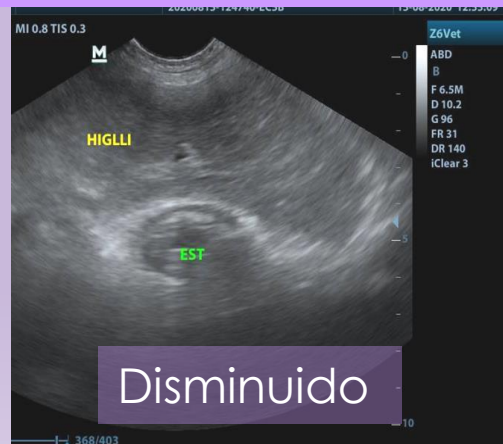 MI 0.8 TIS 0.3
M
HIGLLI
EST
Disminuido
0
5
10
Z6Vet
ABD
B
F 6.5M
D 10.2
G 96
FR 31
DR 140
iClear 3
368/403